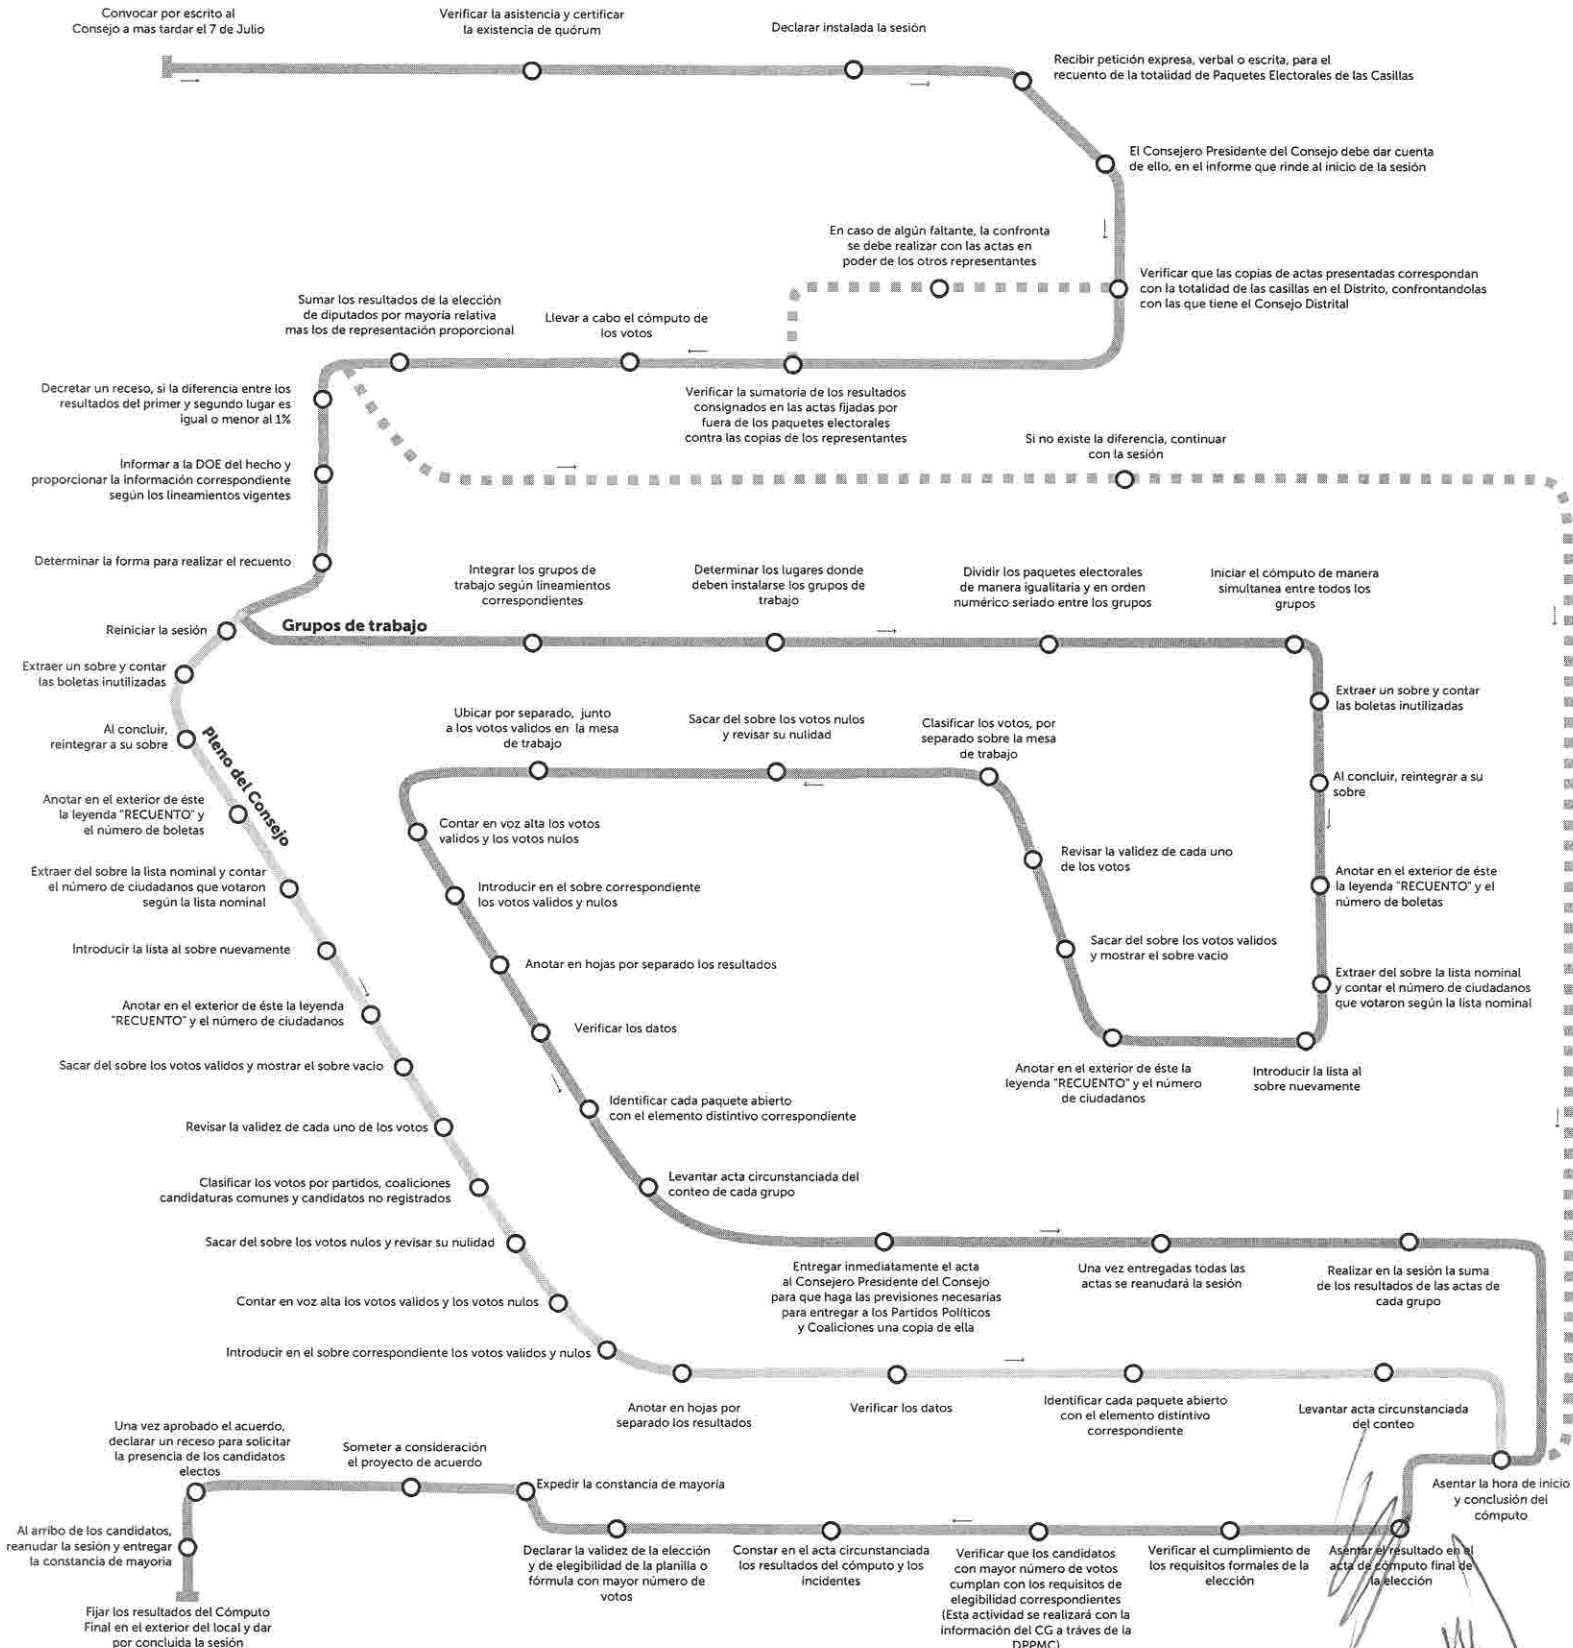 Convocar por escrito al
Consejo a mas tardar el 7 de Julio
Verificar la asistencia y certificar
la existencia de quórum
Declarar instalada la sesión
Recibir petición expresa, verbal o escrita, para el
recuento de la totalidad de Paquetes Electorales de las Casillas
El Consejero Presidente del Consejo debe dar cuenta
de ello, en el informe que rinde al inicio de la sesión
En caso de algún faltante, la confronta
se debe realizar con las actas en
poder de los otros representantes
Verificar que las copias de actas presentadas correspondan
con la totalidad de las casillas en el Distrito, confrontandolas
con las que tiene el Consejo Distrital
Sumar los resultados de la elección
de diputados por mayoría relativa
mas los de representación proporcional
Llevar a cabo el cómputo de
los votos
Verificar la sumatoria de los resultados
consignados en las actas fijadas por
fuera de los paquetes electorales
contra las copias de los representantes
Decretar un receso, si la diferencia entre los
resultados del primer y segundo lugar es
igual o menor al 1%
Si no existe la diferencia, continuar
con la sesión
Informar a la DOE del hecho y
proporcionar la información correspondiente
según los lineamientos vigentes
Determinar la forma para realizar el recuento
Integrar los grupos de
trabajo según lineamientos
correspondientes
Determinar los lugares donde
deben instalarse los grupos de
trabajo
Dividir los paquetes electorales
de manera igualitaria y en orden
numérico seriado entre los grupos
Iniciar el cómputo de manera
simultanea entre todos los
grupos
Reiniciar la sesión
Grupos de trabajo
Extraer un sobre y contar
las boletas inutilizadas
Extraer un sobre y contar
las boletas inutilizadas
Al concluir,
reintegrar a su sobre
Pleno del Consejo
Ubicar por separado, junto
a los votos validos en la mesa
de trabajo
Sacar del sobre los votos nulos
y revisar su nulidad
Clasificar los votos, por
separado sobre la mesa
de trabajo
Al concluir, reintegrar a su
sobre
Anotar en el exterior de éste
la leyenda "RECUENTO" y
el número de boletas
Contar en voz alta los votos
validos y los votos nulos
Revisar la validez de cada uno
de los votos
Anotar en el exterior de éste
la leyenda "RECUENTO" y el
número de boletas
Extraer del sobre la lista nominal y contar
el número de ciudadanos que votaron
según la lista nominal
Introducir en el sobre correspondiente
los votos validos y nulos
Introducir la lista al sobre nuevamente
Anotar en hojas por separado los resultados
Sacar del sobre los votos validos
y mostrar el sobre vacio
Extraer del sobre la lista nominal
y contar el número de ciudadanos
que votaron según la lista nominal
Anotar en el exterior de éste la leyenda
"RECUENTO" y el número de ciudadanos
Verificar los datos
Anotar en el exterior de éste la
leyenda "RECUENTO" y el número
de ciudadanos
Introducir la lista al
sobre nuevamente
Sacar del sobre los votos validos y mostrar el sobre vacio
Identificar cada paquete abierto
con el elemento distintivo correspondiente
Revisar la validez de cada uno de los votos
Levantar acta circunstanciada del
conteo de cada grupo
Clasificar los votos por partidos, coaliciones
candidaturas comunes y candidatos no registrados
Sacar del sobre los votos nulos y revisar su nulidad
Entregar inmediatamente el acta
al Consejero Presidente del Consejo
para que haga las previsiones necesarias
para entregar a los Partidos Políticos
y Coaliciones una copia de ella
Una vez entregadas todas las
actas se reanudará la sesión
Realizar en la sesión la suma
de los resultados de las actas de
cada grupo
Contar en voz alta los votos validos y los votos nulos
Introducir en el sobre correspondiente los votos validos y nulos
Anotar en hojas por
separado los resultados
Verificar los datos
Identificar cada paquete abierto
con el elemento distintivo
correspondiente
Levantar acta circunstanciada
del conteo
Una vez aprobado el acuerdo,
declarar un receso para solicitar
la presencia de los candidatos
electos
Someter a consideración
el proyecto de acuerdo
Expedir la constancia de mayoría
Asentar la hora de inicio
y conclusión del
cómputo
Al arribo de los candidatos,
reanudar la sesión y entregar
la constancia de mayoria
Declarar la validez de la elección
y de elegibilidad de la planilla o
fórmula con mayor número de
votos
Constar en el acta circunstanciada
los resultados del cómputo y los
incidentes
Verificar que los candidatos
con mayor número de votos
cumplan con los requisitos de
elegibilidad correspondientes
(Esta actividad se realizará con la
información del CG a tráves de la
DPPMC)
Verificar el cumplimiento de
los requisitos formales de la
elección
Asentar el resultado en el
acta de cómputo final de
la elección
Fijar los resultados del Cómputo
Final en el exterior del local y dar
por concluida la sesión